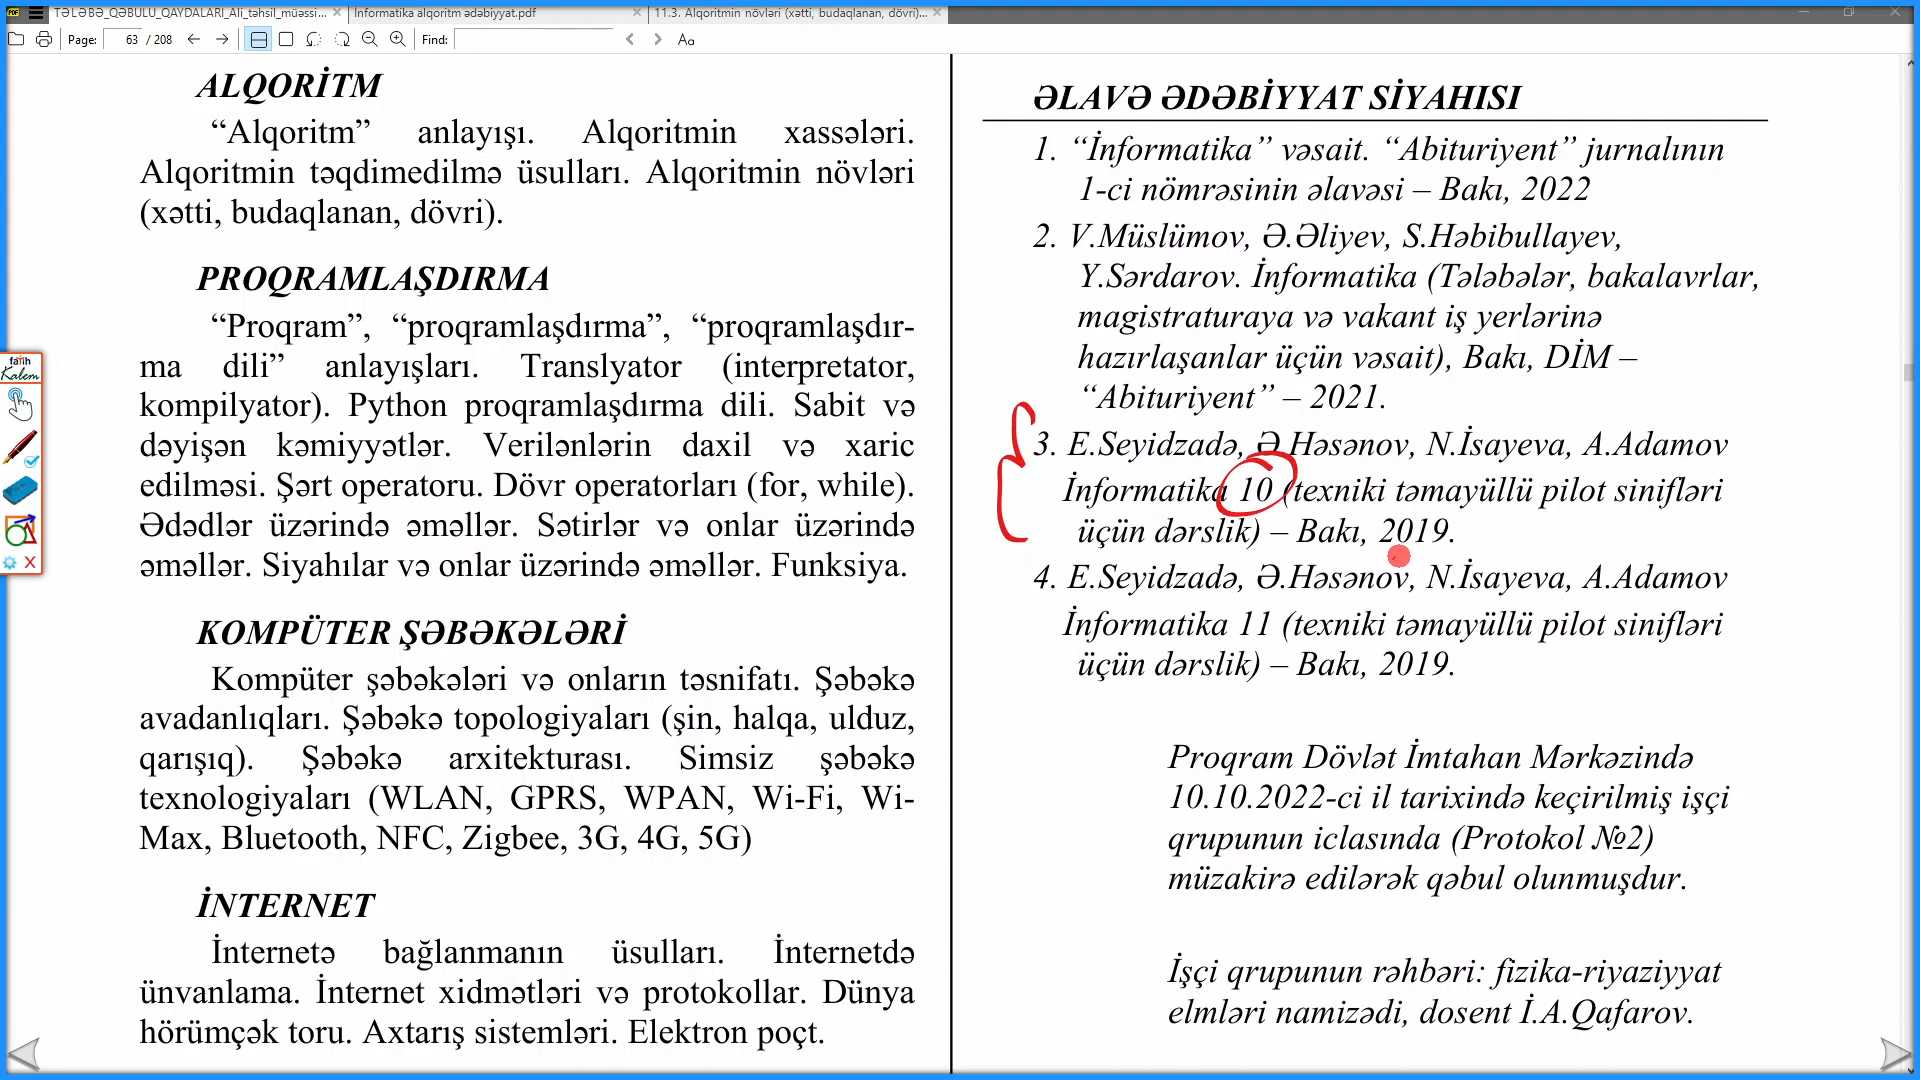 TƏLƏBƏ_QƏBULU_QAYDALARI_Ali_təhsil_müəssi...
İnformatika alqoritm ədəbiyyat.pdf
11.3. Alqoritmin növləri (xətti, budaqlanan, dövri)...
Page: 63 / 208
Find:
Aa
fatih
Kalem
ALQORİTM
“Alqoritm” anlayışı. Alqoritmin xassələri.
Alqoritmin təqdimedilmə üsulları. Alqoritmin növləri
(xətti, budaqlanan, dövri).
PROQRAMLAŞDIRMA
“Proqram”, “proqramlaşdırma”, “proqramlaşdır-
ma dili” anlayışları. Translyator (interpretator,
kompilyator). Python proqramlaşdırma dili. Sabit və
dəyişən kəmiyyətlər. Verilənlərin daxil və xaric
edilməsi. Şərt operatoru. Dövr operatorları (for, while).
Ədədlər üzərində əməllər. Sətirlər və onlar üzərində
əməllər. Siyahılar və onlar üzərində əməllər. Funksiya.
KOMPÜTER ŞƏBƏKƏLƏRİ
Kompüter şəbəkələri və onların təsnifatı. Şəbəkə
avadanlıqları. Şəbəkə topologiyaları (şin, halqa, ulduz,
qarışıq). Şəbəkə arxitekturası. Simsiz şəbəkə
texnologiyaları (WLAN, GPRS, WPAN, Wi-Fi, Wi-
Max, Bluetooth, NFC, Zigbee, 3G, 4G, 5G)
İNTERNET
İnternetə bağlanmanın üsulları. İnternetdə
ünvanlama. İnternet xidmətləri və protokollar. Dünya
hörümçək toru. Axtarış sistemləri. Elektron poçt.
ƏLAVƏ ƏDƏBİYYAT SİYAHISI
1. “İnformatika” vəsait. “Abituriyent” jurnalının
1-ci nömrəsinin əlavəsi – Bakı, 2022
2. V.Müslümov, Ə.Əliyev, S.Həbibullayev,
Y.Sərdarov. İnformatika (Tələbələr, bakalavrlar,
magistraturaya və vakant iş yerlərinə
hazırlaşanlar üçün vəsait), Bakı, DİM –
“Abituriyent” – 2021.
3. E.Seyidzadə, Ə.Həsənov, N.İsayeva, A.Adamov
İnformatika 10 (texniki təmayüllü pilot sinifləri
üçün dərslik) – Bakı, 2019.
4. E.Seyidzadə, Ə.Həsənov, N.İsayeva, A.Adamov
İnformatika 11 (texniki təmayüllü pilot sinifləri
üçün dərslik) – Bakı, 2019.
Proqram Dövlət İmtahan Mərkəzində
10.10.2022-ci il tarixində keçirilmiş işçi
qrupunun iclasında (Protokol №2)
müzakirə edilərək qəbul olunmuşdur.
İşçi qrupunun rəhbəri: fizika-riyaziyyat
elmləri namizədi, dosent İ.A.Qafarov.